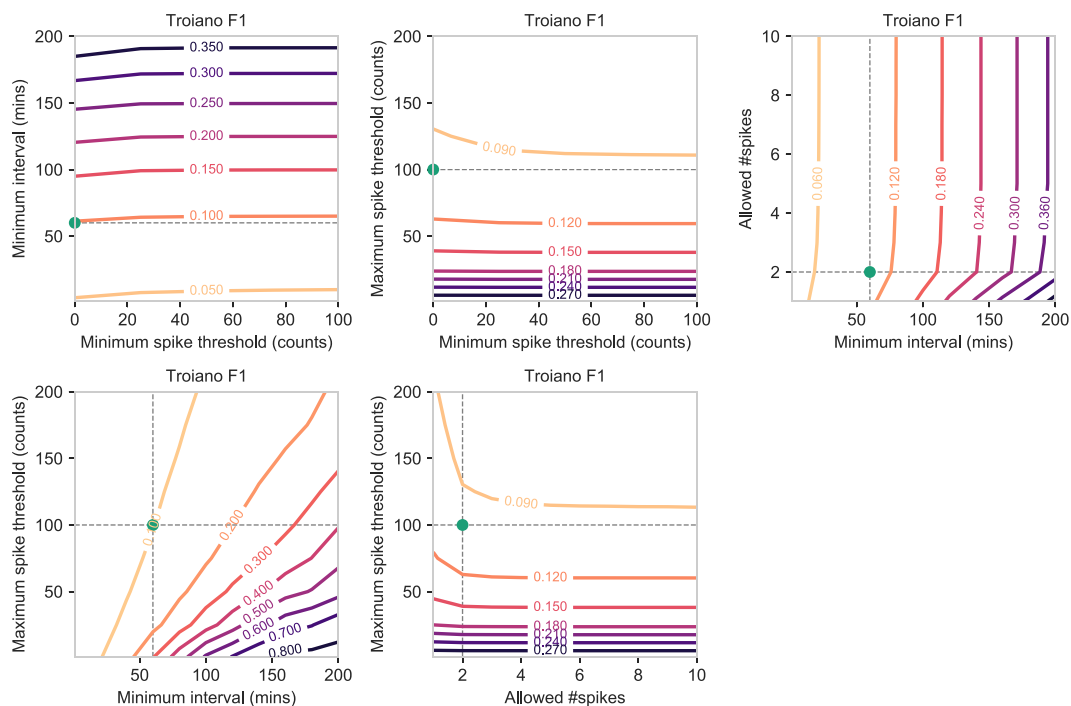 Troiano F1
Minimum interval (mins)
200
150
100
50
0.350
0.300
0.250
0.200
0.150
0.100
0.050
0 20 40 60 80 100
Minimum spike threshold (counts)
Troiano F1
Maximum spike threshold (counts)
200
150
100
50
0.090
0.120
0.150
0.180
0.210
0.240
0.270
0 20 40 60 80 100
Minimum spike threshold (counts)
Troiano F1
Allowed #spikes
10
8
6
4
2
0.060
0.120
0.180
0.240
0.300
0.360
50 100 150 200
Minimum interval (mins)
Troiano F1
Maximum spike threshold (counts)
200
150
100
50
0.200
0.300
0.400
0.500
0.600
0.700
0.800
50 100 150 200
Minimum interval (mins)
Troiano F1
Maximum spike threshold (counts)
200
150
100
50
0.090
0.120
0.150
0.180
0.210
0.240
0.270
2 4 6 8 10
Allowed #spikes